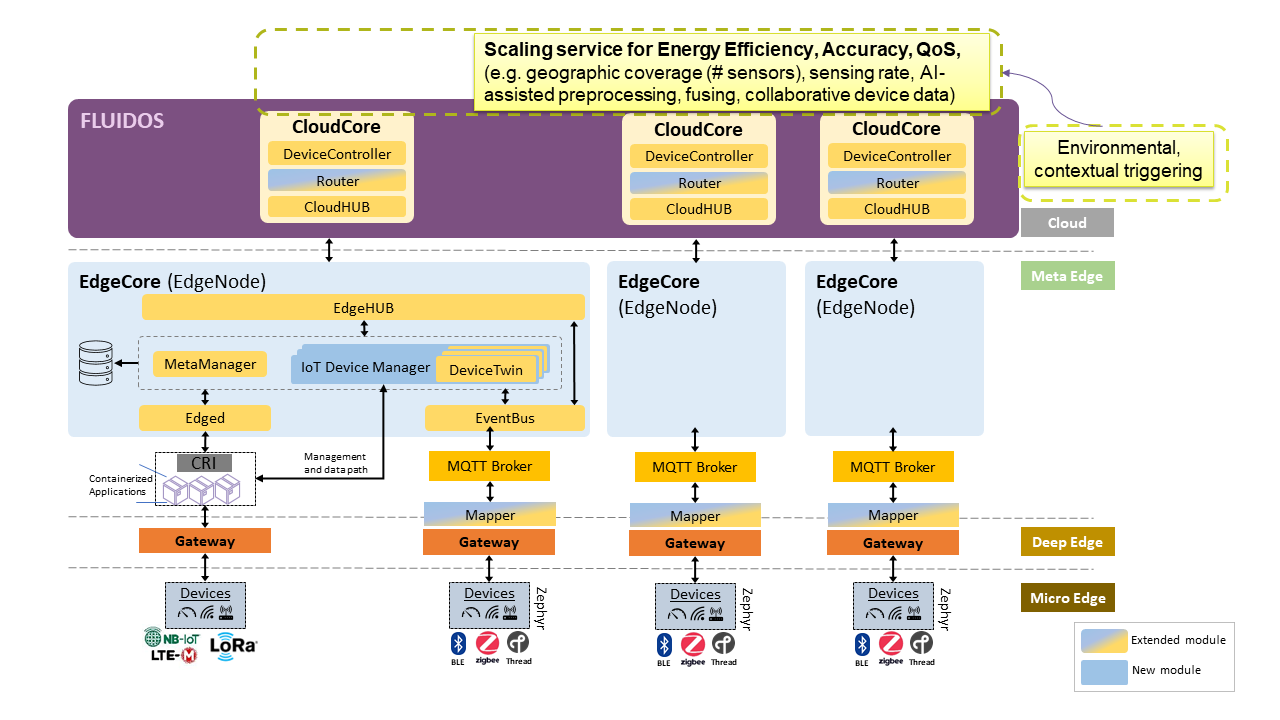 Scaling service for Energy Efficiency, Accuracy, QoS,
(e.g. geographic coverage (# sensors), sensing rate, AI-
assisted preprocessing, fusing, collaborative device data)
FLUIDOS
CloudCore
DeviceController
Router
CloudHUB
CloudCore
DeviceController
Router
CloudHUB
CloudCore
DeviceController
Router
CloudHUB
Environmental,
contextual triggering
Cloud
Meta Edge
EdgeCore (EdgeNode)
EdgeHUB
MetaManager
IoT Device Manager
DeviceTwin
Edged
EventBus
EdgeCore
(EdgeNode)
EdgeCore
(EdgeNode)
CRI
Containerized
Applications
Management
and data path
MQTT Broker
MQTT Broker
MQTT Broker
Mapper
Mapper
Mapper
Gateway
Gateway
Gateway
Gateway
Deep Edge
Devices
NB-IoT
LTE-M
LoRa
Devices
Zephyr
BLE
zigbee
Thread
Devices
Zephyr
BLE
zigbee
Thread
Devices
Zephyr
BLE
zigbee
Thread
Micro Edge
Extended module
New module